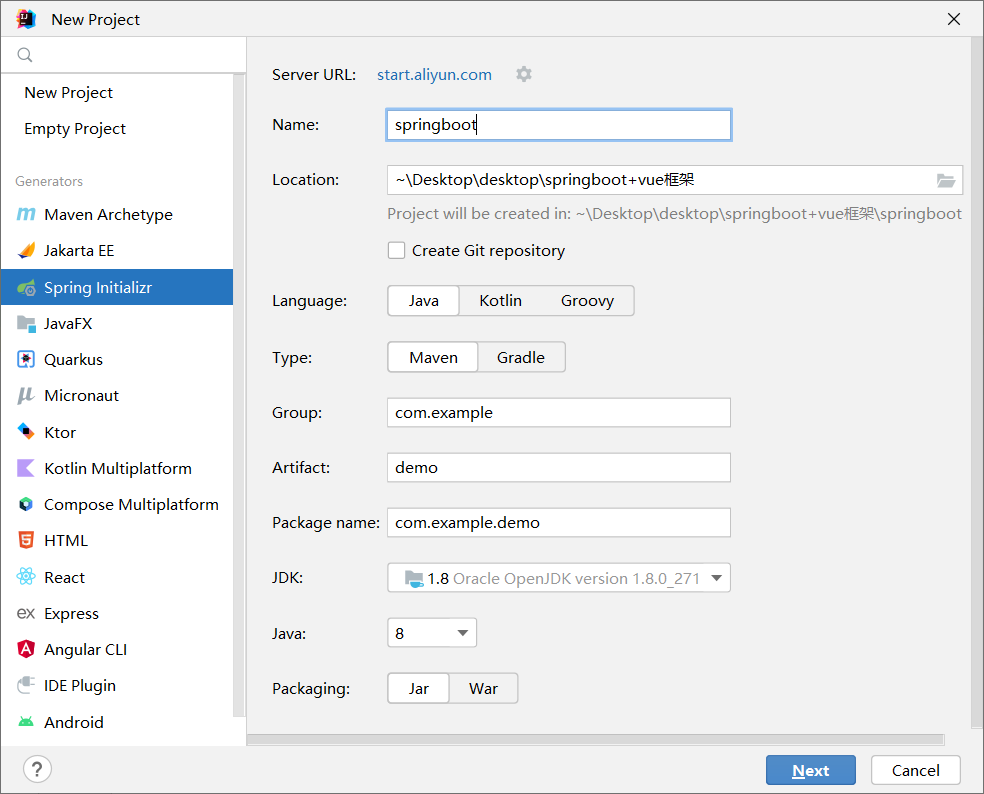 New Project
New Project
Empty Project
Generators
Maven Archetype
Jakarta EE
Spring Initializr
JavaFX
Quarkus
Micronaut
Ktor
Kotlin Multiplatform
Compose Multiplatform
HTML
React
Express
Angular CLI
IDE Plugin
Android
Server URL: start.aliyun.com
Name: springboot
Location: ~\Desktop\desktop\springboot+vue框架
Project will be created in: ~\Desktop\desktop\springboot+vue框架\springboot
Create Git repository
Language: Java Kotlin Groovy
Type: Maven Gradle
Group: com.example
Artifact: demo
Package name: com.example.demo
JDK: 1.8 Oracle OpenJDK version 1.8.0_271
Java: 8
Packaging: Jar War
? Next Cancel